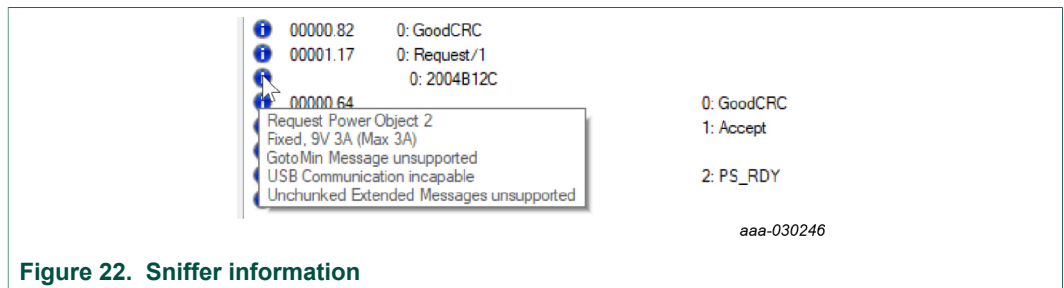 00000.82 0: GoodCRC
00001.17 0: Request/1
0: 2004B12C
00000.64 0: GoodCRC
Request Power Object 2
Fixed, 9V 3A (Max 3A)
GotoMin Message unsupported
USB Communication incapable
Unchunked Extended Messages unsupported
1: Accept
2: PS_RDY
aaa-030246
Figure 22. Sniffer information